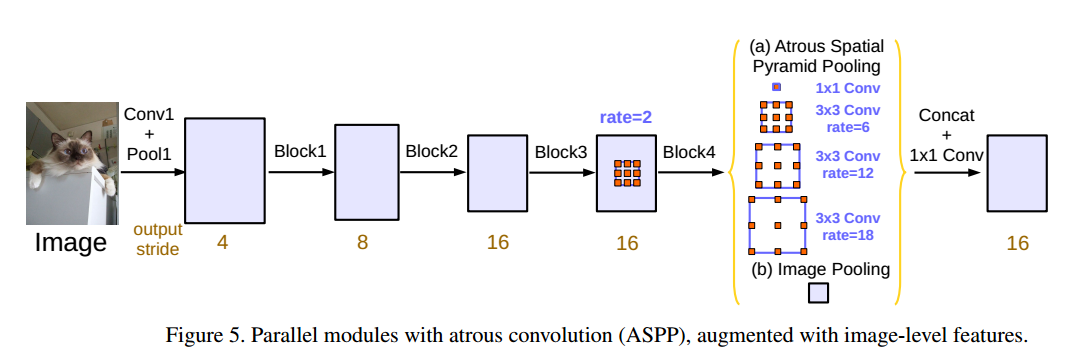 (a) Atrous Spatial
Pyramid Pooling
1x1 Conv
3x3 Conv
rate=6
3x3 Conv
rate=12
3x3 Conv
rate=18
(b) Image Pooling
Conv1
+
Pool1
Block1
Block2
Block3
rate=2
Block4
Concat
+
1x1 Conv
Image
output
stride
4
8
16
16
16
Figure 5. Parallel modules with atrous convolution (ASPP), augmented with image-level features.